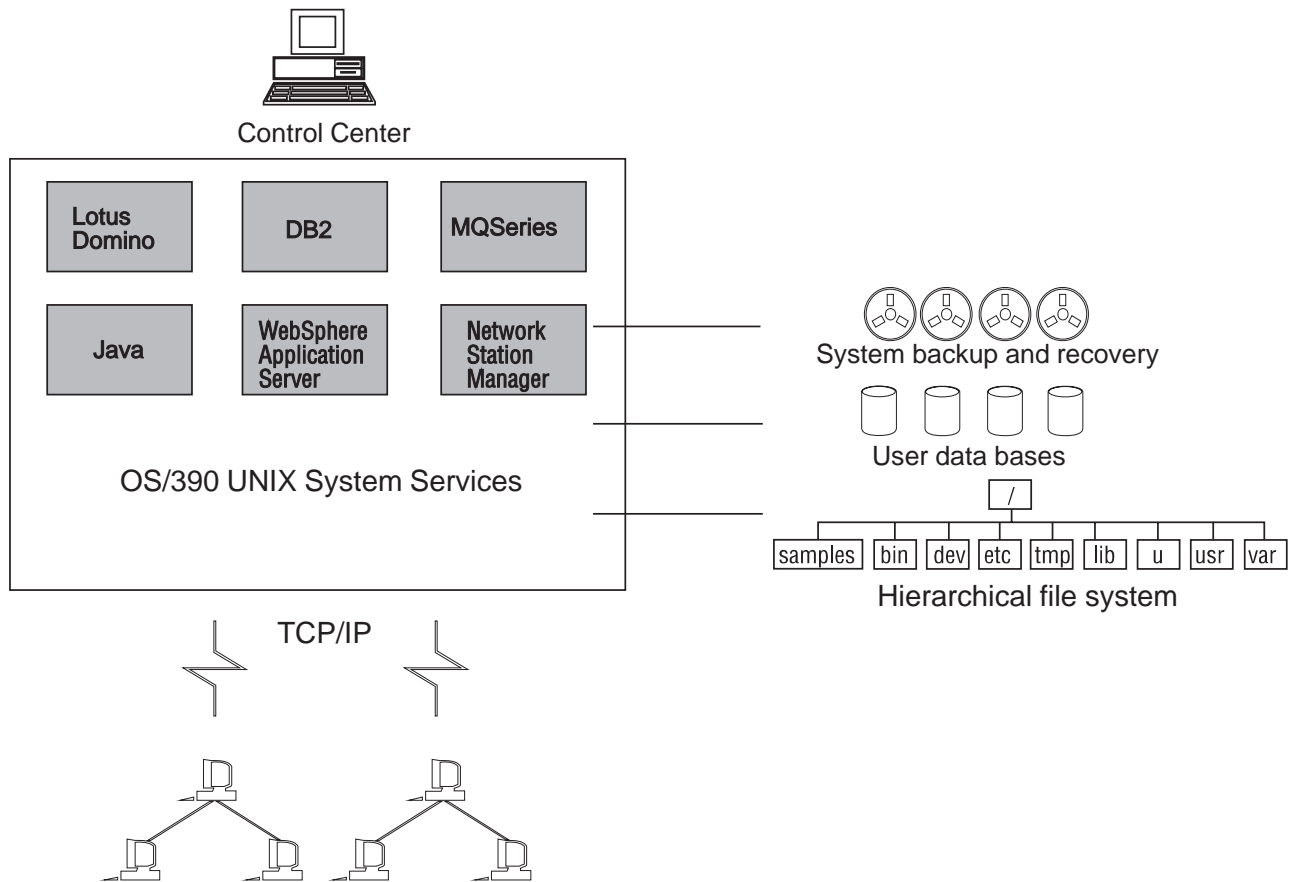 Control Center
Lotus
Domino
DB2
MQSeries
Java
WebSphere
Application
Server
Network
Station
Manager
OS/390 UNIX System Services
System backup and recovery
User data bases
/
samples bin dev etc tmp lib u usr var
Hierarchical file system
TCP/IP